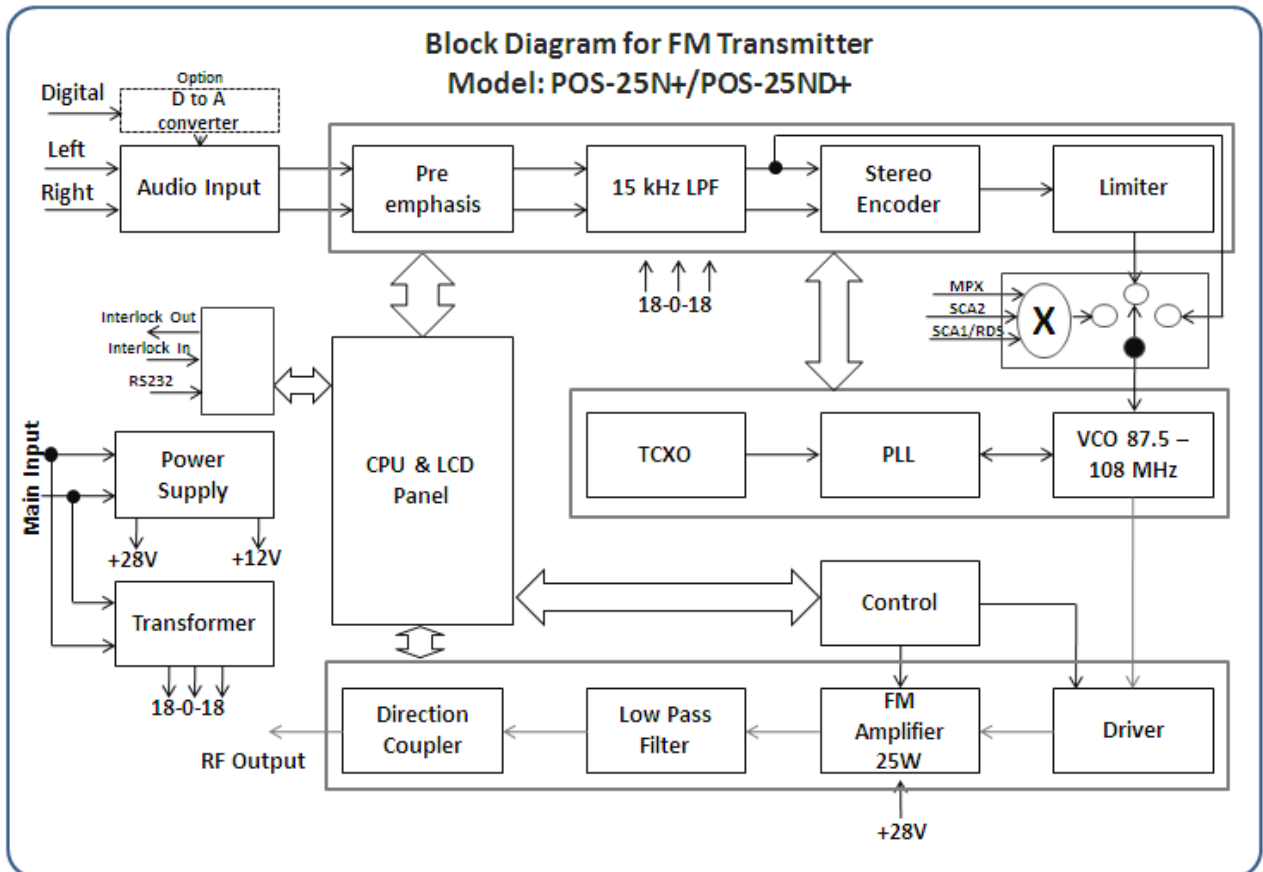 Block Diagram for FM Transmitter
Model: POS-25N+/POS-25ND+
Option
Digital
D to A
converter
Left
Right
Audio Input
Pre
emphasis
15 kHz LPF
Stereo
Encoder
Limiter
18-0-18
MPX
SCA2
SCA1/RDS
X
Interlock Out
Interlock In
RS232
CPU & LCD
Panel
TCXO
PLL
VCO 87.5 –
108 MHz
Main Input
Power
Supply
+28V
+12V
Transformer
18-0-18
Control
RF Output
Direction
Coupler
Low Pass
Filter
FM
Amplifier
25W
Driver
+28V